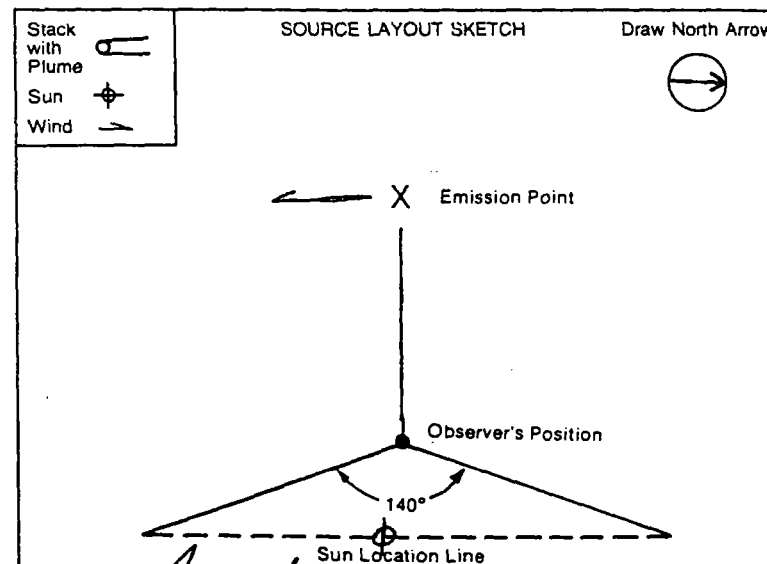 Stack
with
Plume
Sun
Wind
SOURCE LAYOUT SKETCH
Draw North Arrow
X Emission Point
Observer's Position
140°
Sun Location Line